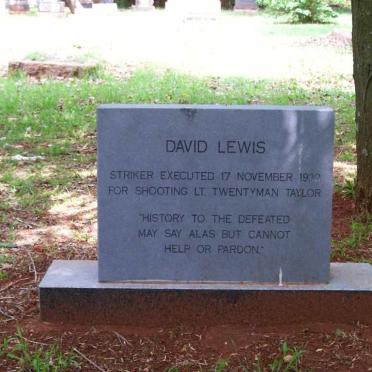 DAVID LEWIS
STRIKER EXECUTED 17 NOVEMBER
FOR SHOOTING LT. TWENTYMAN TAYLOR
"HISTORY TO THE DEFEATED
MAY SAY ALAS BUT CANNOT
HELP OR PARDON."